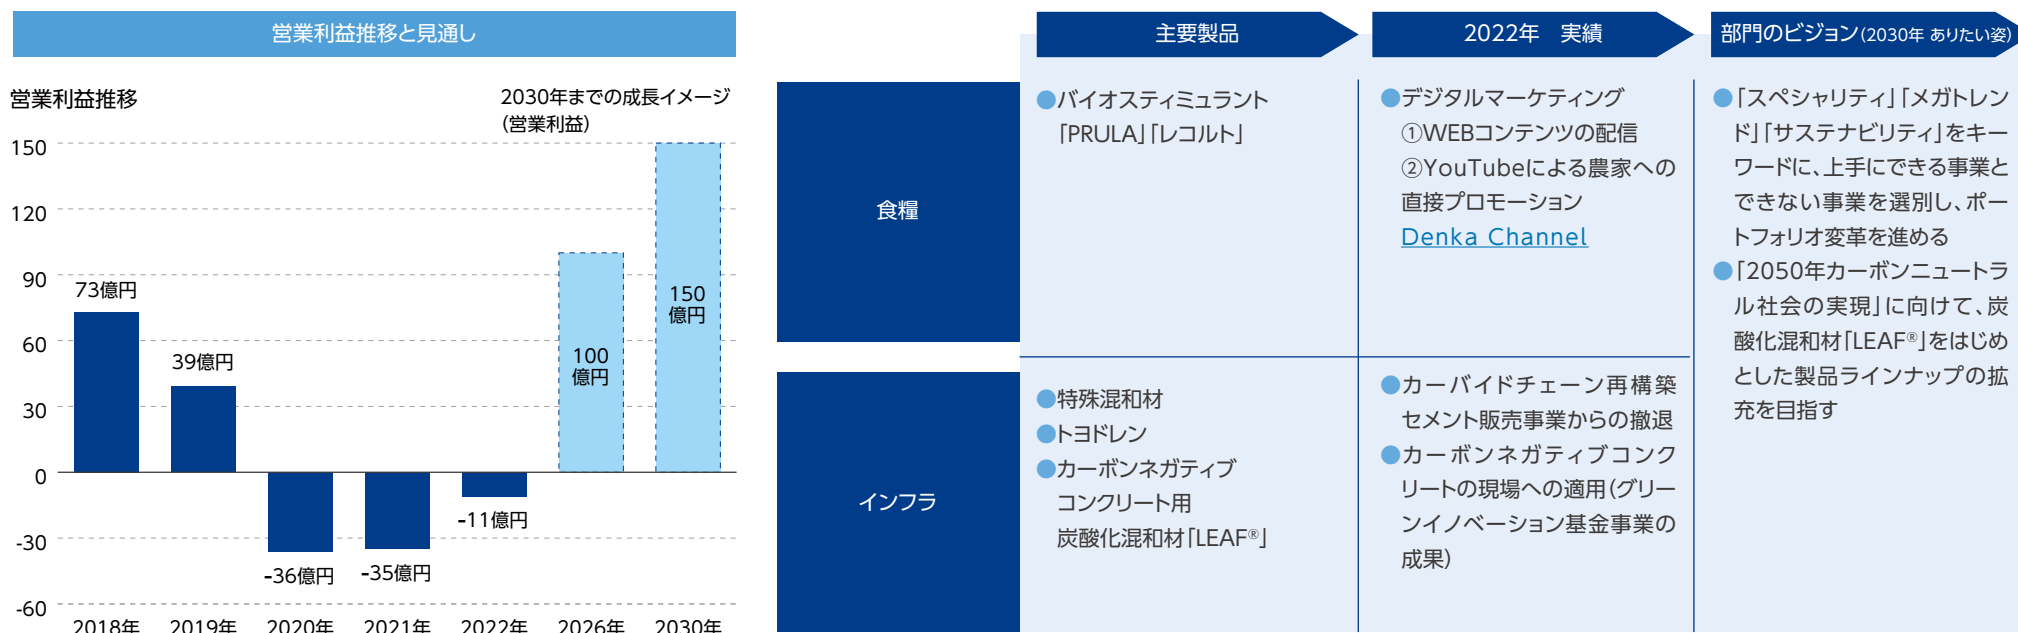 営業利益推移と見通し
営業利益推移
2030年までの成長イメージ
(営業利益)
150
120
90
60
30
0
-30
-60
73億円
39億円
-36億円
-35億円
-11億円
100
億円
150
億円
2018年
2019年
2020年
2021年
2022年
2026年
2030年
主要製品
2022年 実績
部門のビジョン(2030年 ありたい姿)
食糧
●バイオスティミュラント
「PRULA」「レコルト」
●デジタルマーケティング
①WEBコンテンツの配信
②YouTubeによる農家への
直接プロモーション
Denka Channel
インフラ
●特殊混和材
●トヨドレン
●カーボンネガティブ
コンクリート用
炭酸化混和材「LEAF®」
●カーバイドチェーン再構築
セメント販売事業からの撤退
●カーボンネガティブコンク
リートの現場への適用(グリー
ンイノベーション基金事業の
成果)
●「スペシャリティ」「メガトレン
ド」「サステナビリティ」をキー
ワードに、上手にできる事業と
できない事業を選別し、ポー
トフォリオ変革を進める
●「2050年カーボンニュートラ
ル社会の実現」に向けて、炭
酸化混和材「LEAF®」をはじめ
とした製品ラインナップの拡
充を目指す